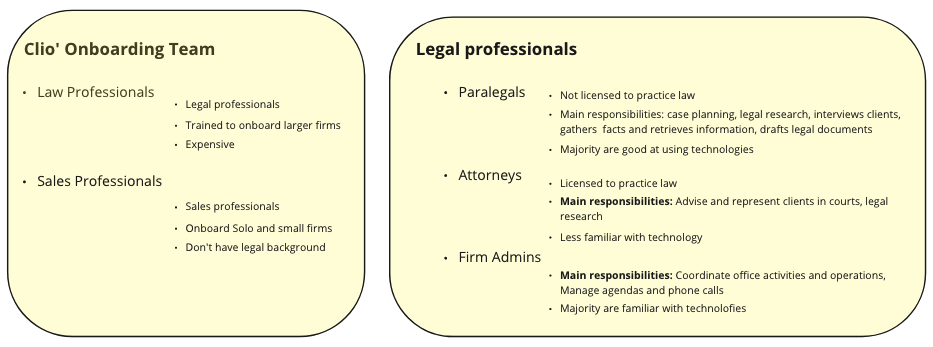 Clio' Onboarding Team
• Law Professionals
• Legal professionals
• Trained to onboard larger firms
• Expensive
• Sales Professionals
• Sales professionals
• Onboard Solo and small firms
• Don't have legal background
Legal professionals
• Paralegals
• Not licensed to practice law
• Main responsibilities: case planning, legal research, interviews clients,
gathers facts and retrieves information, drafts legal documents
• Majority are good at using technologies
• Attorneys
• Licensed to practice law
• Main responsibilities: Advise and represent clients in courts, legal
research
• Less familiar with technology
• Firm Admins
• Main responsibilities: Coordinate office activities and operations,
Manage agendas and phone calls
• Majority are familiar with technolofies